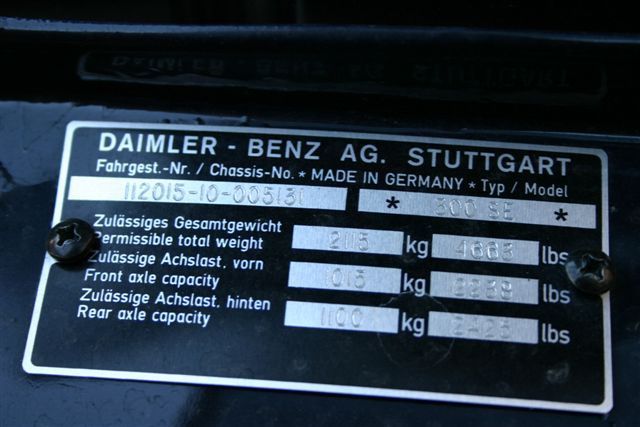 DAIMLER - BENZ AG. STUTTGART
Fahrgest.-Nr. / Chassis-No. * MADE IN GERMANY * Typ / Model
112015-10-005131 * 300 SE *
Zulässiges Gesamtgewicht
Permissible total weight 2115 kg 4663 lbs
Zulässige Achslast, vorn
Front axle capacity 1015 kg 2238 lbs
Zulässige Achslast, hinten
Rear axle capacity 1100 kg 2425 lbs